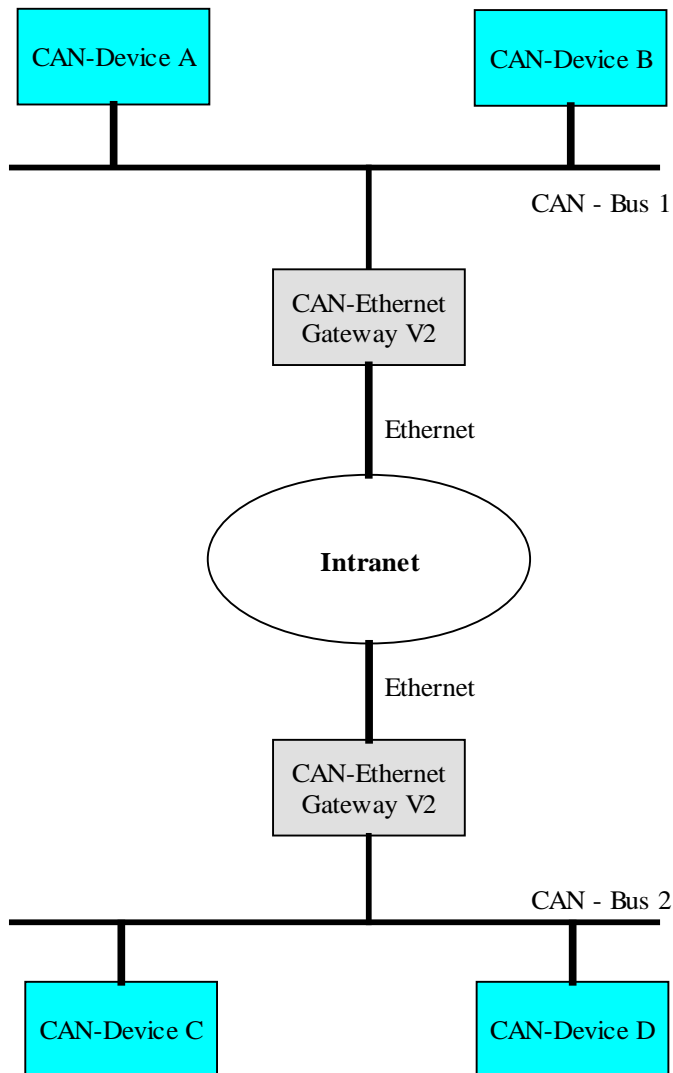 CAN-Device A
CAN-Device B
CAN - Bus 1
CAN-Ethernet
Gateway V2
Ethernet
Intranet
Ethernet
CAN-Ethernet
Gateway V2
CAN - Bus 2
CAN-Device C
CAN-Device D